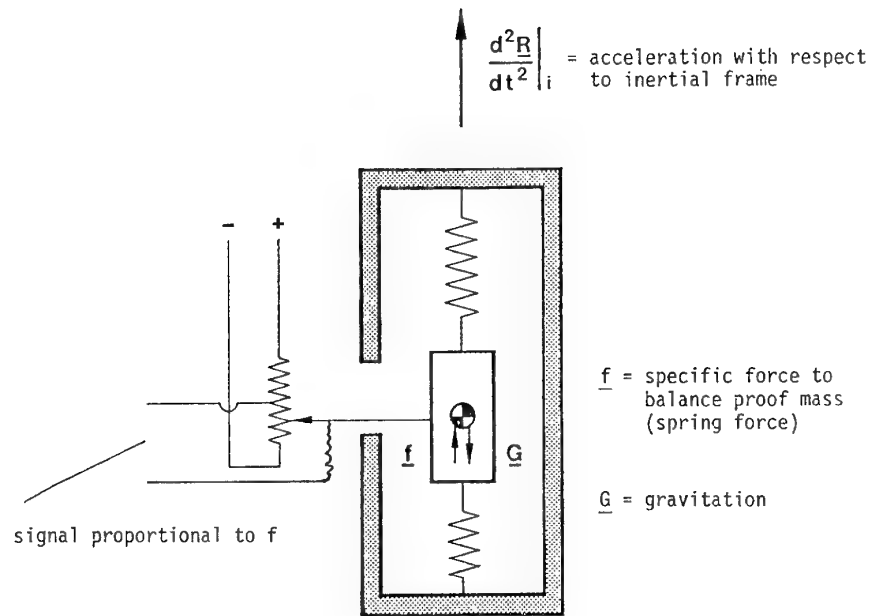 d²R
dt² | i = acceleration with respect
to inertial frame
- +
f = specific force to
balance proof mass
(spring force)
f G
G = gravitation
signal proportional to f